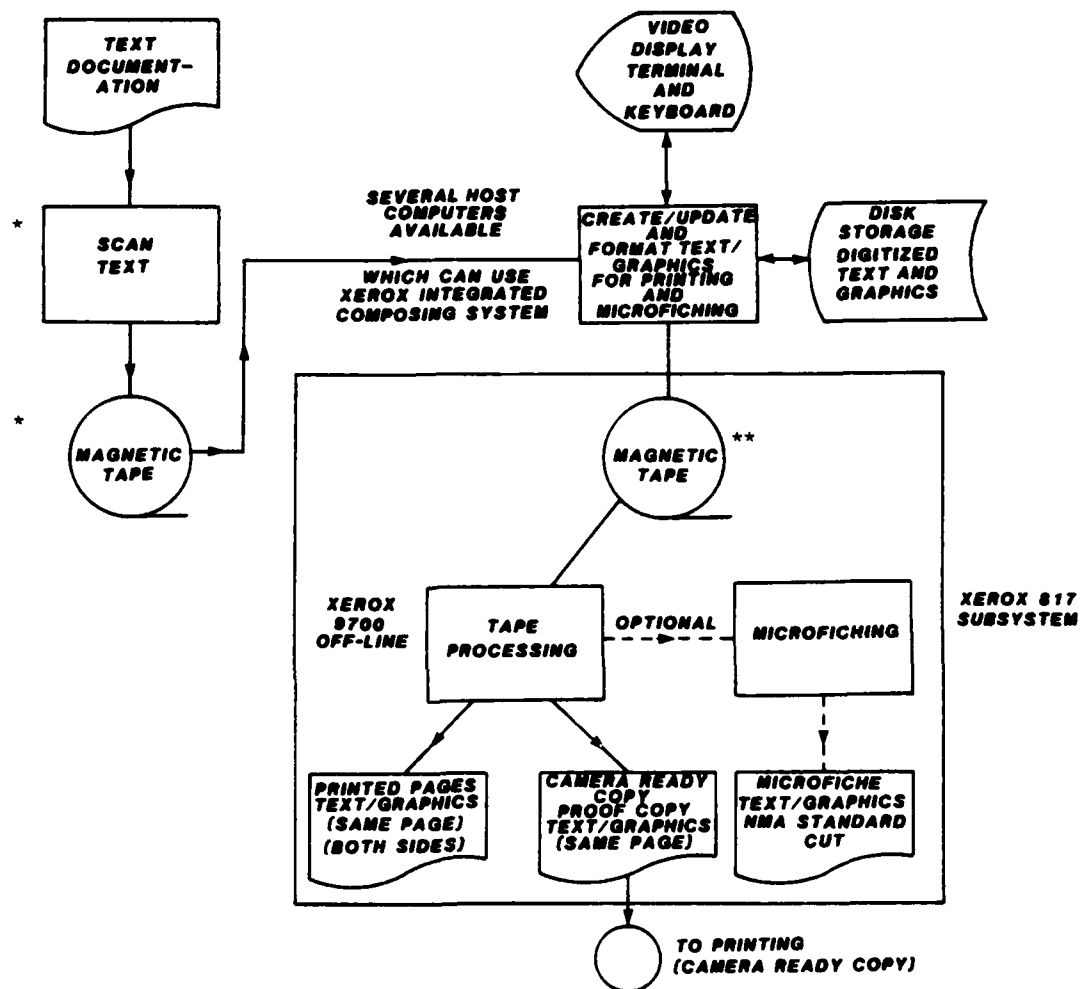 TEXT
DOCUMENT-
ATION
VIDEO
DISPLAY
TERMINAL
AND
KEYBOARD
*
SCAN
TEXT
SEVERAL HOST
COMPUTERS
AVAILABLE
WHICH CAN USE
XEROX INTEGRATED
COMPOSING SYSTEM
CREATE/UPDATE
AND
FORMAT TEXT/
GRAPHICS
FOR PRINTING
AND
MICROFICHING
DISK
STORAGE
DIGITIZED
TEXT AND
GRAPHICS
*
MAGNETIC
TAPE
MAGNETIC
TAPE
**
XEROX
9700
OFF-LINE
TAPE
PROCESSING
OPTIONAL
MICROFICHING
XEROX 817
SUBSYSTEM
PRINTED PAGES
TEXT/GRAPHICS
(SAME PAGE)
(BOTH SIDES)
CAMERA READY
COPY
PROOF COPY
TEXT/GRAPHICS
(SAME PAGE)
MICROFICHE
TEXT/GRAPHICS
NMA STANDARD
CUT
TO PRINTING
(CAMERA READY COPY)